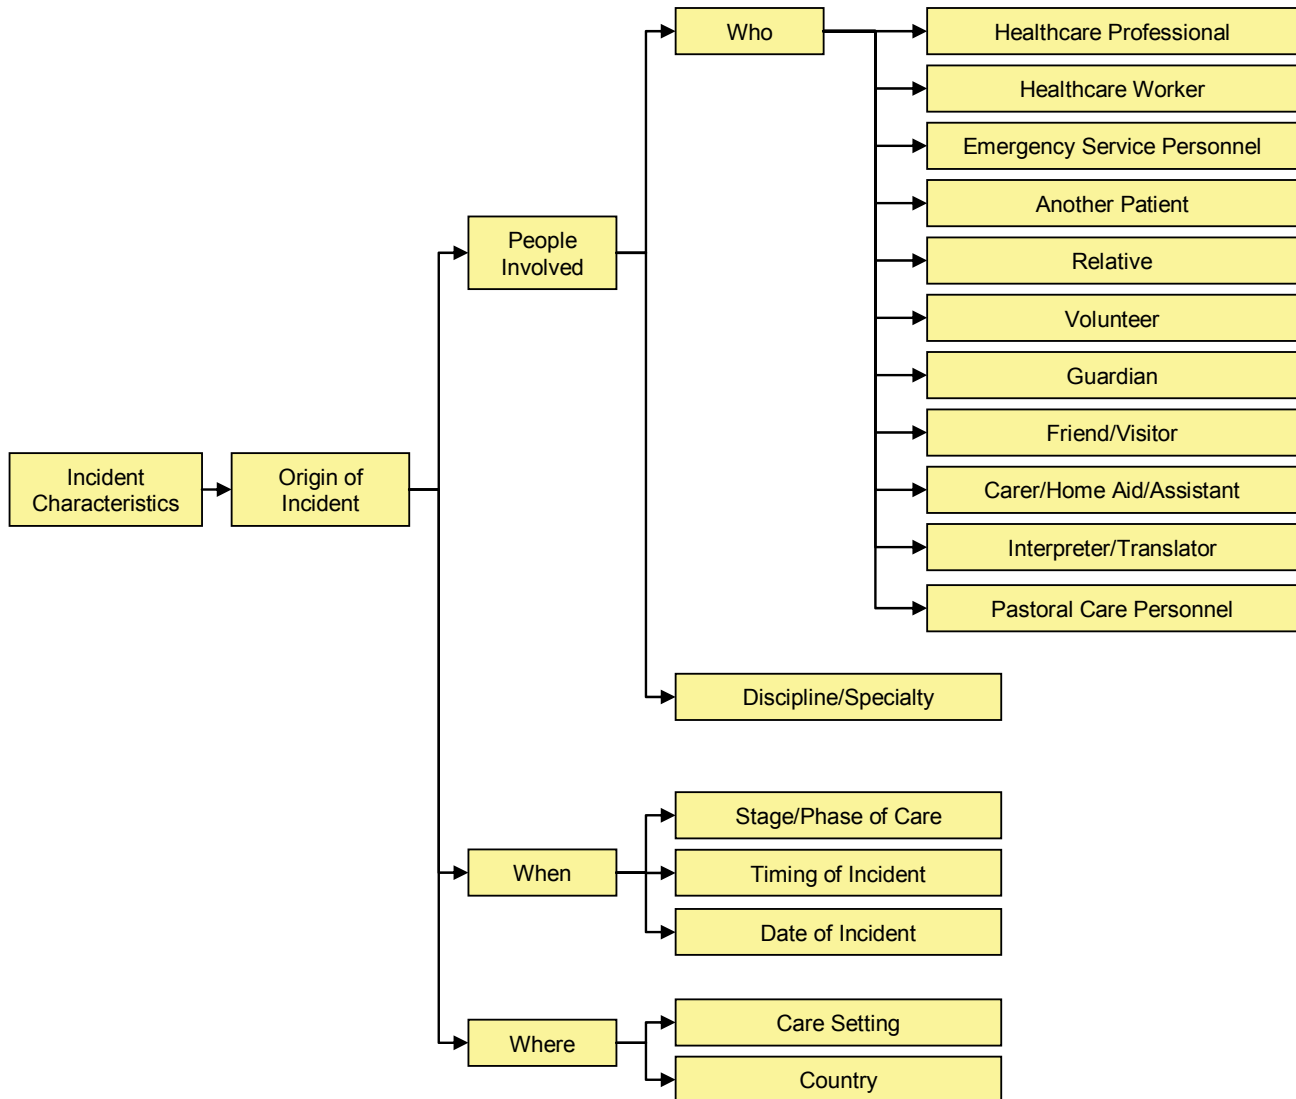 Who
Healthcare Professional
Healthcare Worker
Emergency Service Personnel
Another Patient
People
Involved
Relative
Volunteer
Guardian
Friend/Visitor
Incident
Characteristics
Origin of
Incident
Carer/Home Aid/Assistant
Interpreter/Translator
Pastoral Care Personnel
Discipline/Specialty
Stage/Phase of Care
When
Timing of Incident
Date of Incident
Where
Care Setting
Country